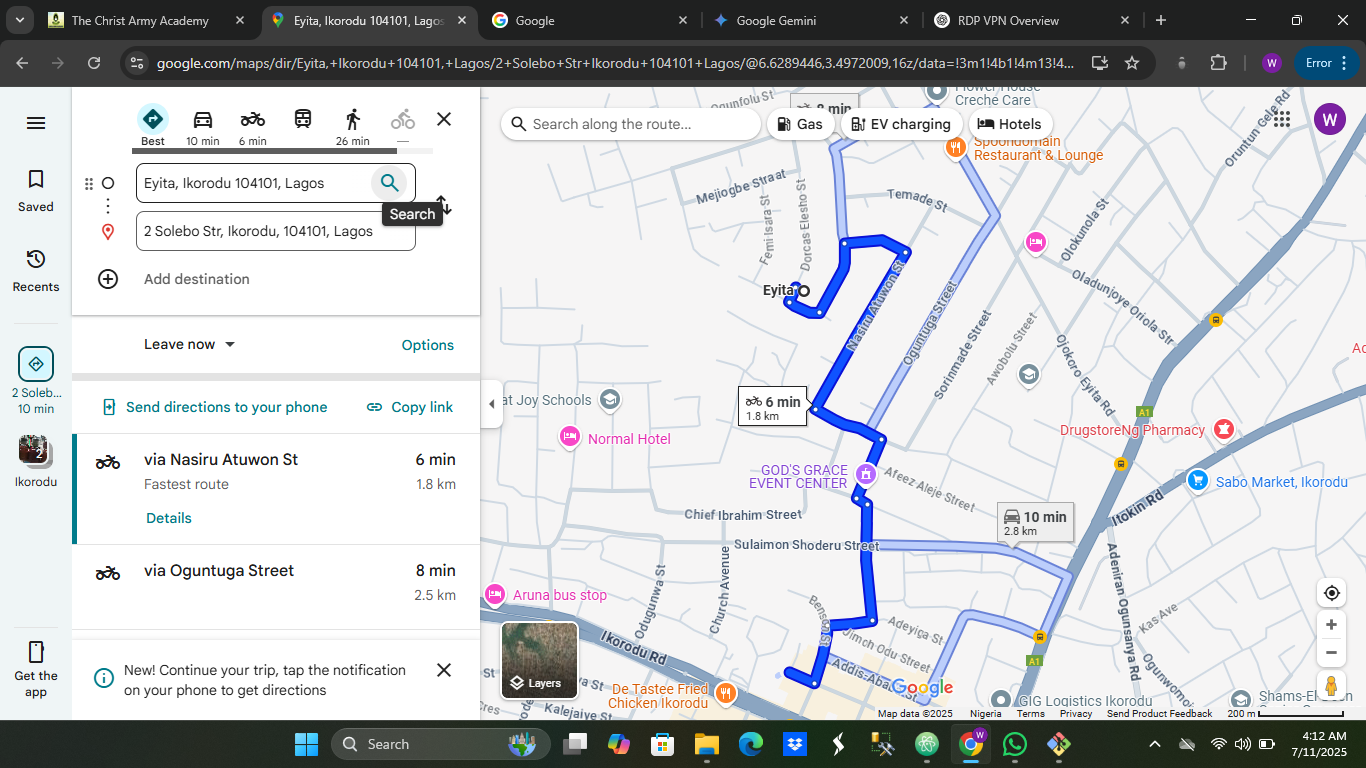 The Christ Army Academy
Eyita, Ikorodu 104101, Lagos
Google
Google Gemini
RDP VPN Overview
google.com/maps/dir/Eyita,+Ikorodu+104101,+Lagos/2+Solebo+Str+Ikorodu+104101+Lagos/@6.6289446,3.4972009,16z/data=!3m1!4b1!4m13!4...
W
Error
Saved
Recents
2 Soleb...
10 min
2
Ikorodu
Get the
app
Best
10 min
6 min
26 min
—
Eyita, Ikorodu 104101, Lagos
Search
2 Solebo Str, Ikorodu, 104101, Lagos
Add destination
Leave now
Options
Send directions to your phone
Copy link
via Nasiru Atuwon St
6 min
Fastest route
1.8 km
Details
via Oguntuga Street
8 min
2.5 km
New! Continue your trip, tap the notification
on your phone to get directions
Search along the route...
Gas
EV charging
Hotels
W
8 min
Creche Care
Spoondomain
Restaurant & Lounge
Oruntun Gele Rd
Mejiogbe Straat
Temade St
Femi Isara St
Dorcas Elesho St
Olokunola St
Oladunjoye Oriola Str
Eyita
Nasiru Atuwon St
Oguntuga Street
Sorinmade Street
Awobolu Street
Ojokoro Eyita Rd
at Joy Schools
6 min
1.8 km
Normal Hotel
A1
DrugstoreNg Pharmacy
GOD'S GRACE
EVENT CENTER
Afeez Aleje Street
Sabo Market, Ikorodu
Itokin Rd
Chief Ibrahim Street
10 min
2.8 km
Sulaimon Shoderu Street
Church Avenue
Odugunwa St
Adeniran Ogunsanya Rd
Aruna bus stop
Ikorodu Rd
Adeyiga St
Jimch Odu Street
Kas Ave
A1
Layers
De Tastee Fried
Chicken Ikorodu
Google
GIG Logistics Ikorodu
Kalejaiye St
Map data ©2025
Nigeria
Terms
Privacy
Send Product Feedback
200 m
Search
4:12 AM
7/11/2025